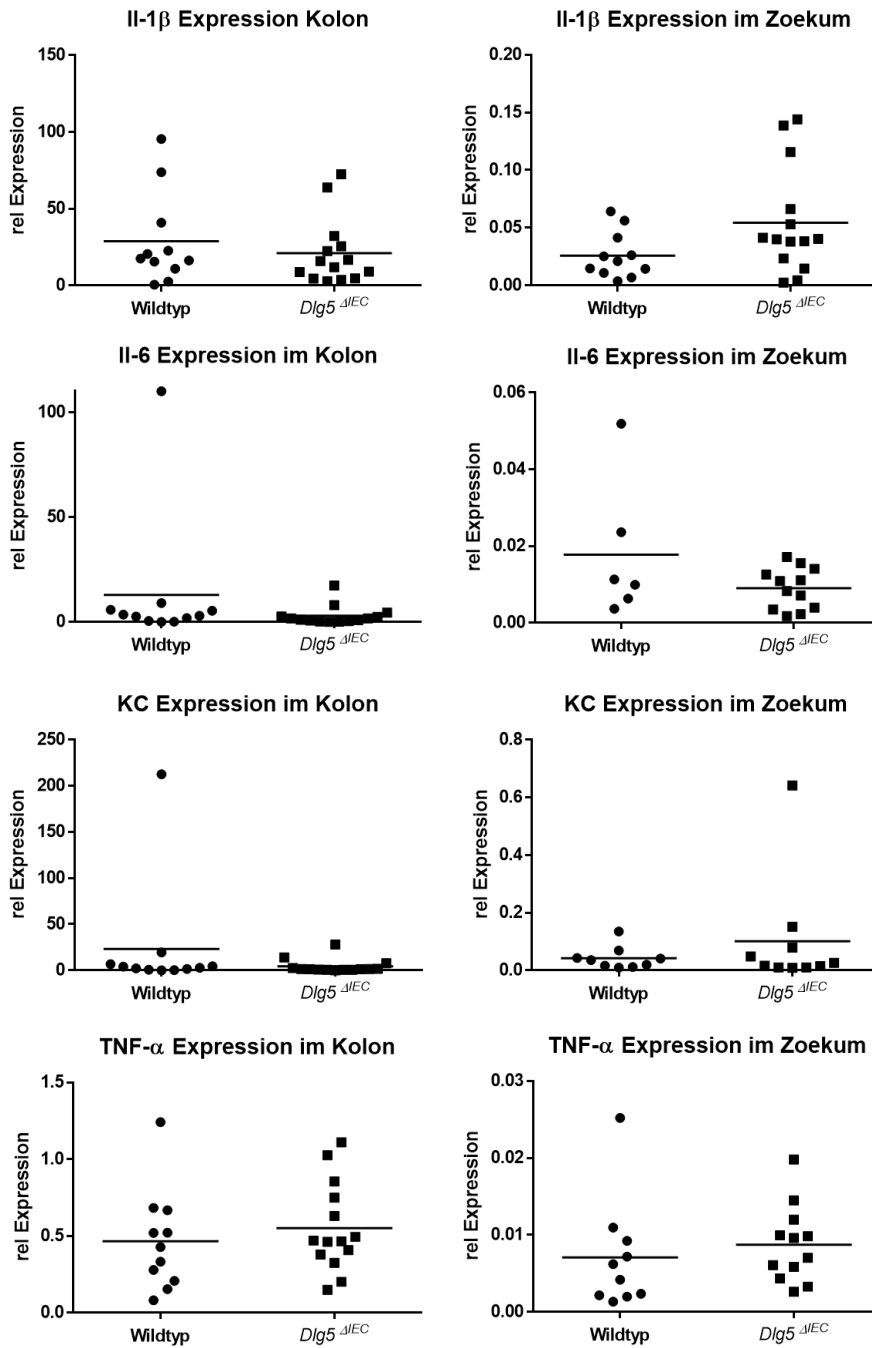 Il-1β Expression Kolon
rel Expression
150
100
50
0
Wildtyp
Dlg5 ΔIEC
Il-1β Expression im Zoekum
rel Expression
0.20
0.15
0.10
0.05
0.00
Wildtyp
Dlg5 ΔIEC
Il-6 Expression im Kolon
rel Expression
100
50
0
Wildtyp
Dlg5 ΔIEC
Il-6 Expression im Zoekum
rel Expression
0.06
0.04
0.02
0.00
Wildtyp
Dlg5 ΔIEC
KC Expression im Kolon
rel Expression
250
200
150
100
50
0
Wildtyp
Dlg5 ΔIEC
KC Expression im Zoekum
rel Expression
0.8
0.6
0.4
0.2
0.0
Wildtyp
Dlg5 ΔIEC
TNF-α Expression im Kolon
rel Expression
1.5
1.0
0.5
0.0
Wildtyp
Dlg5 ΔIEC
TNF-α Expression im Zoekum
rel Expression
0.03
0.02
0.01
0.00
Wildtyp
Dlg5 ΔIEC